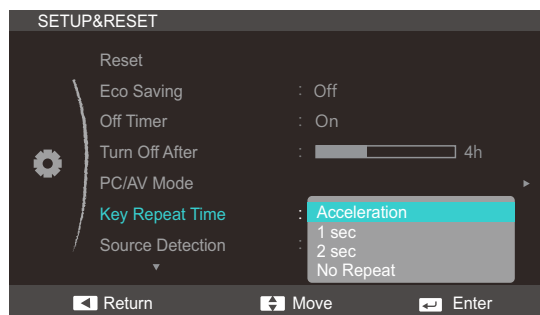 SETUP&RESET
Reset
Eco Saving : Off
Off Timer : On
Turn Off After : 4h
PC/AV Mode
Key Repeat Time : Acceleration
1 sec
Source Detection :
2 sec
No Repeat
Return Move Enter